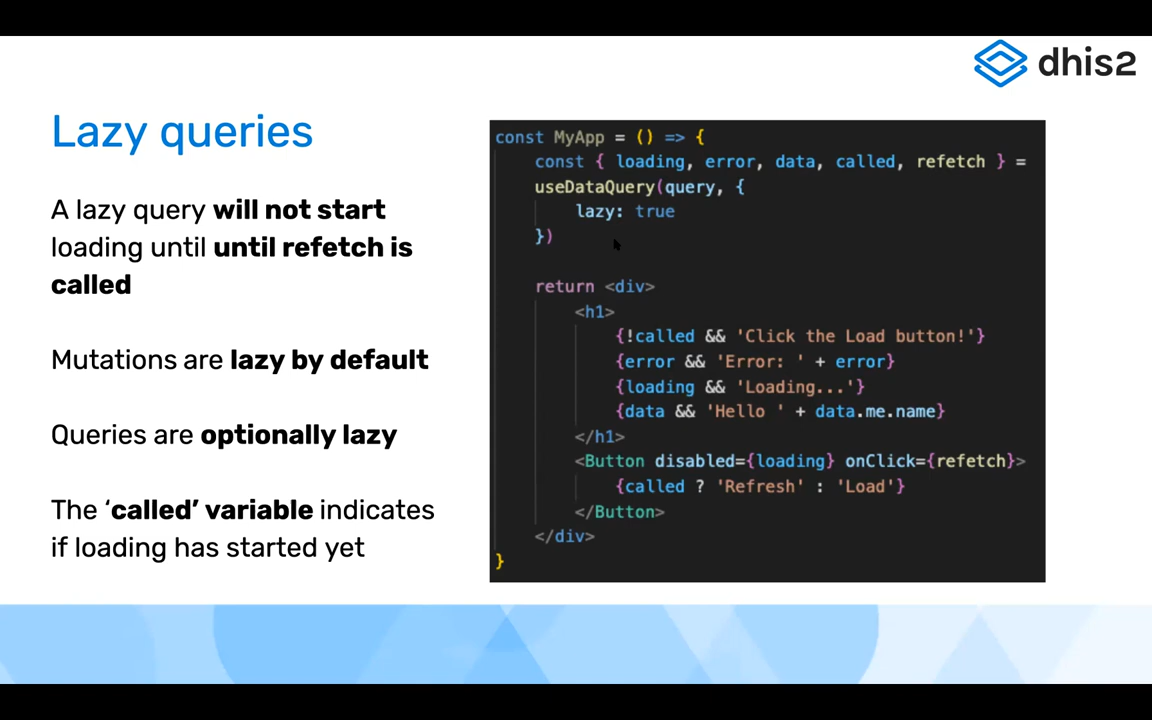 dhis2
Lazy queries
A lazy query will not start
loading until until refetch is
called
Mutations are lazy by default
Queries are optionally lazy
The ‘called’ variable indicates
if loading has started yet
const MyApp = () => {
const { loading, error, data, called, refetch } =
useDataQuery(query, {
lazy: true
})
return <div>
<h1>
{!called && 'Click the Load button!'}
{error && 'Error: ' + error}
{loading && 'Loading...'}
{data && 'Hello ' + data.me.name}
</h1>
<Button disabled={loading} onClick={refetch}>
{called ? 'Refresh' : 'Load'}
</Button>
</div>
}